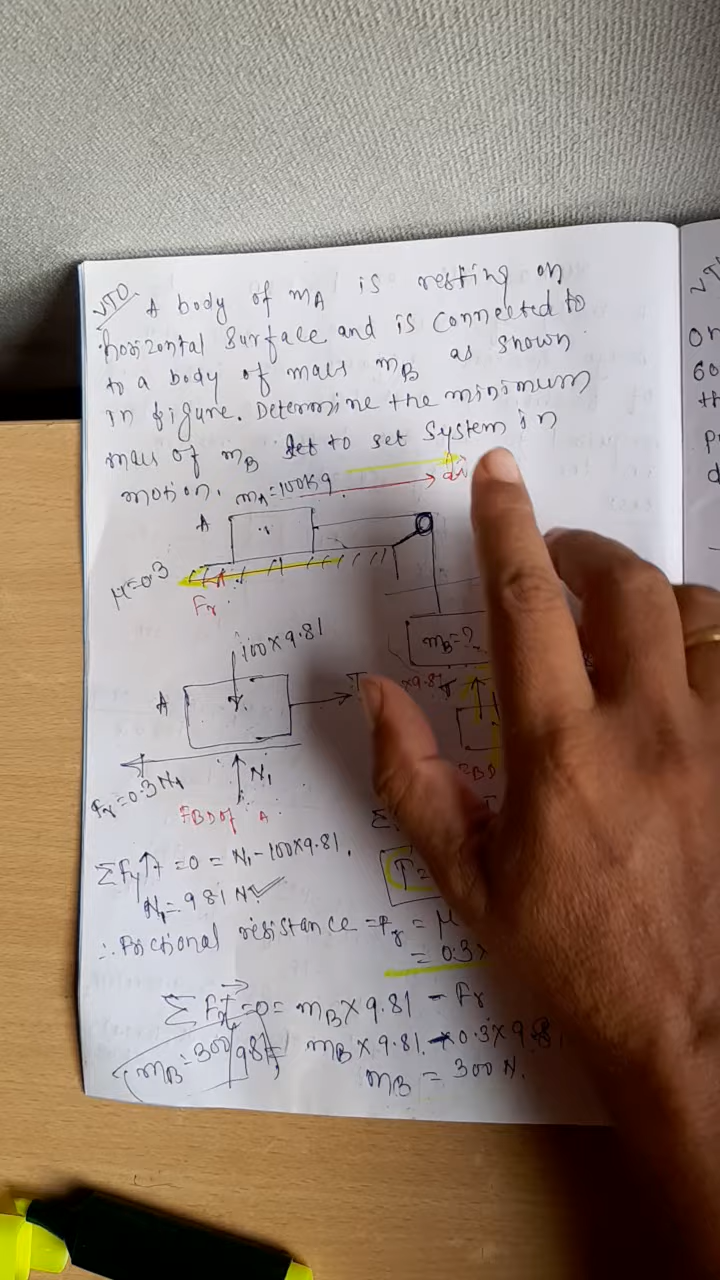 VTU
A body of mA is resting on
horizontal surface and is connected to
to a body of mass mB as shown
in figure. Determine the minimum
mass of mB to set system in
motion.
mA=100Kg
A
μ=0.3
Fr
mB=?
100×9.81
A
T
×9.81
Fr=0.3N1
N1
FBD of A
ΣFy↑+ =0 = N1-100×9.81.
N1= 981 N ✓
T=
∴ Frictional resistance =Fr = μ
= 0.3×
ΣFx =0= mB×9.81 - Fr
mB×9.81
mB = 300 N.
mB=300/9.81